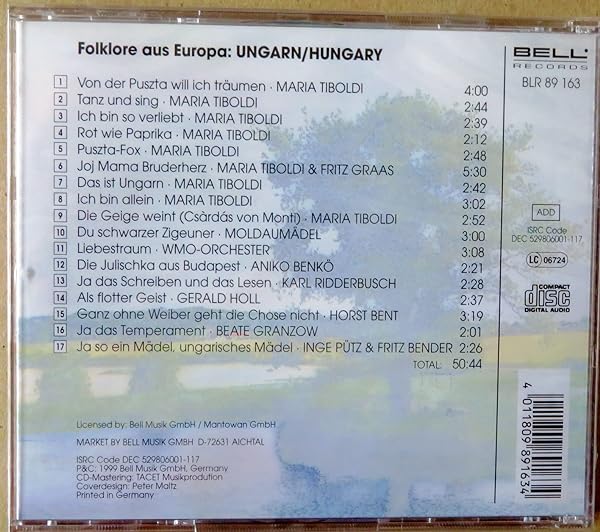 Folklore aus Europa: UNGARN/HUNGARY
BELL
RECORDS
BLR 89 163
1 Von der Puszta will ich träumen · MARIA TIBOLDI 4:00
2 Tanz und sing · MARIA TIBOLDI 2:44
3 Ich bin so verliebt · MARIA TIBOLDI 2:39
4 Rot wie Paprika · MARIA TIBOLDI 2:12
5 Puszta-Fox · MARIA TIBOLDI 2:48
6 Joj Mama Bruderherz · MARIA TIBOLDI & FRITZ GRAAS 5:30
7 Das ist Ungarn · MARIA TIBOLDI 2:42
8 Ich bin allein · MARIA TIBOLDI 3:02
9 Die Geige weint (Csàrdás von Monti) · MARIA TIBOLDI 2:52
10 Du schwarzer Zigeuner · MOLDAUMÄDEL 3:00
11 Liebestraum · WMO-ORCHESTER 3:08
12 Die Julischka aus Budapest · ANIKO BENKÖ 2:21
13 Ja das Schreiben und das Lesen · KARL RIDDERBUSCH 2:28
14 Als flotter Geist · GERALD HOLL 2:37
15 Ganz ohne Weiber geht die Chose nicht · HORST BENT 3:19
16 Ja das Temperament · BEATE GRANZOW 2:01
17 Ja so ein Mädel, ungarisches Mädel · INGE PÜTZ & FRITZ BENDER 2:26
TOTAL: 50:44
ADD
ISRC Code
DEC 529806001-117
LC 06724
COMPACT
disc
DIGITAL AUDIO
4 011809 891634
Licensed by: Bell Musik GmbH / Mantowan GmbH
MARKET BY BELL MUSIK GMBH D-72631 AICHTAL
ISRC Code DEC 529806001-117
P&C: 1999 Bell Musik GmbH, Germany
CD-Mastering: TACET Musikprodution
Coverdesign: Peter Maltz
Printed in Germany